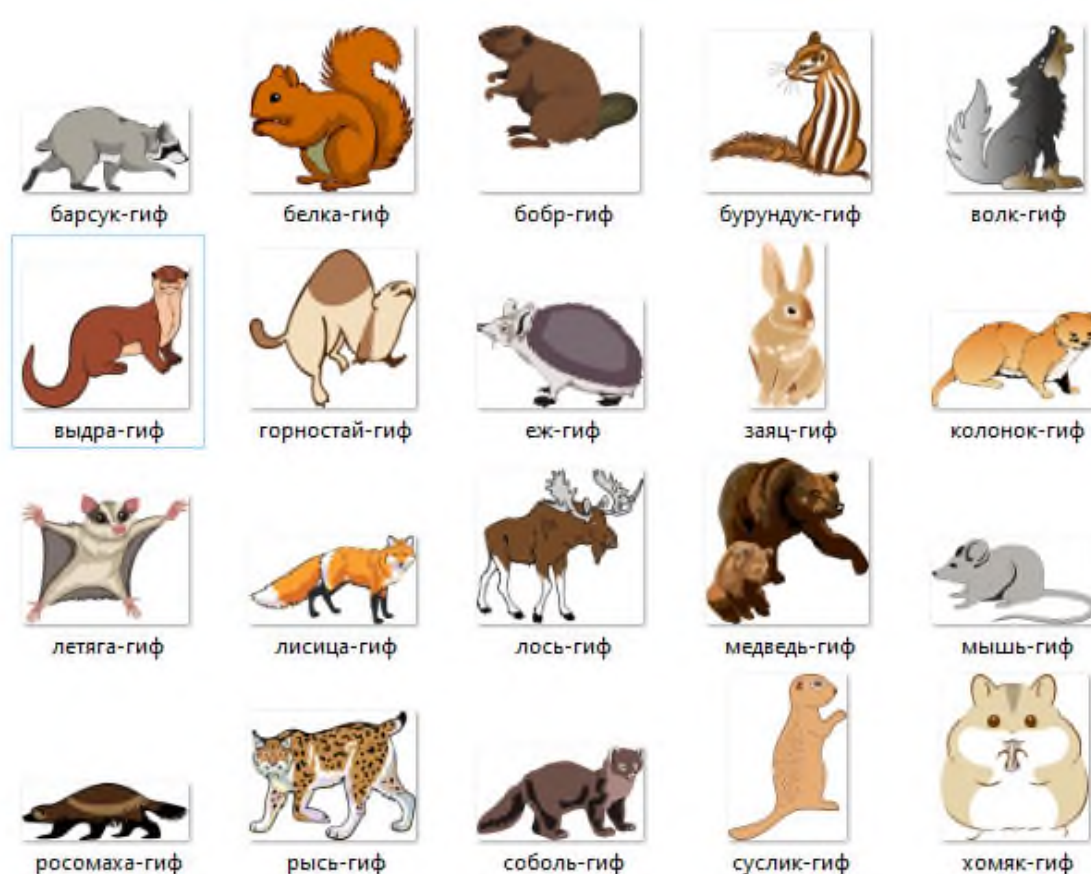 барсук-гиф
белка-гиф
бобр-гиф
бурундук-гиф
волк-гиф
выдра-гиф
горностай-гиф
еж-гиф
заяц-гиф
колонок-гиф
летяга-гиф
лисица-гиф
лось-гиф
медведь-гиф
мышь-гиф
росомаха-гиф
рысь-гиф
соболь-гиф
суслик-гиф
хомяк-гиф